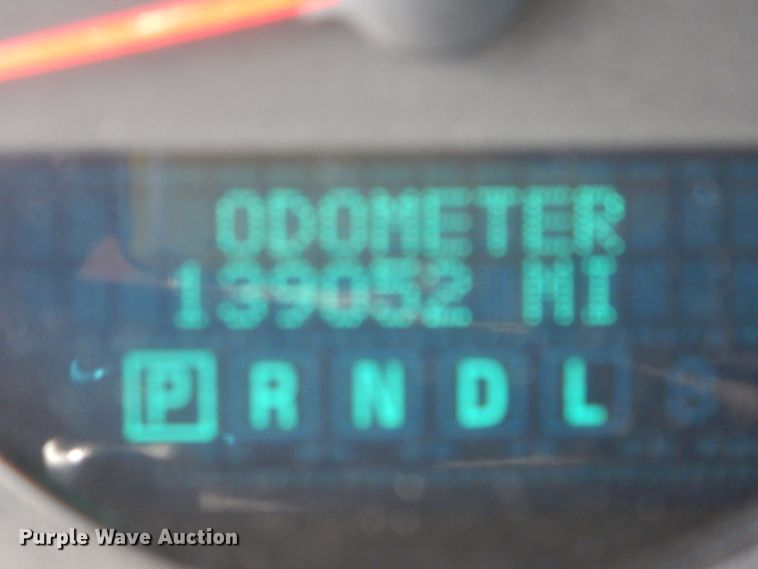 ODOMETER
139052 MI
P R N D L
Purple Wave Auction